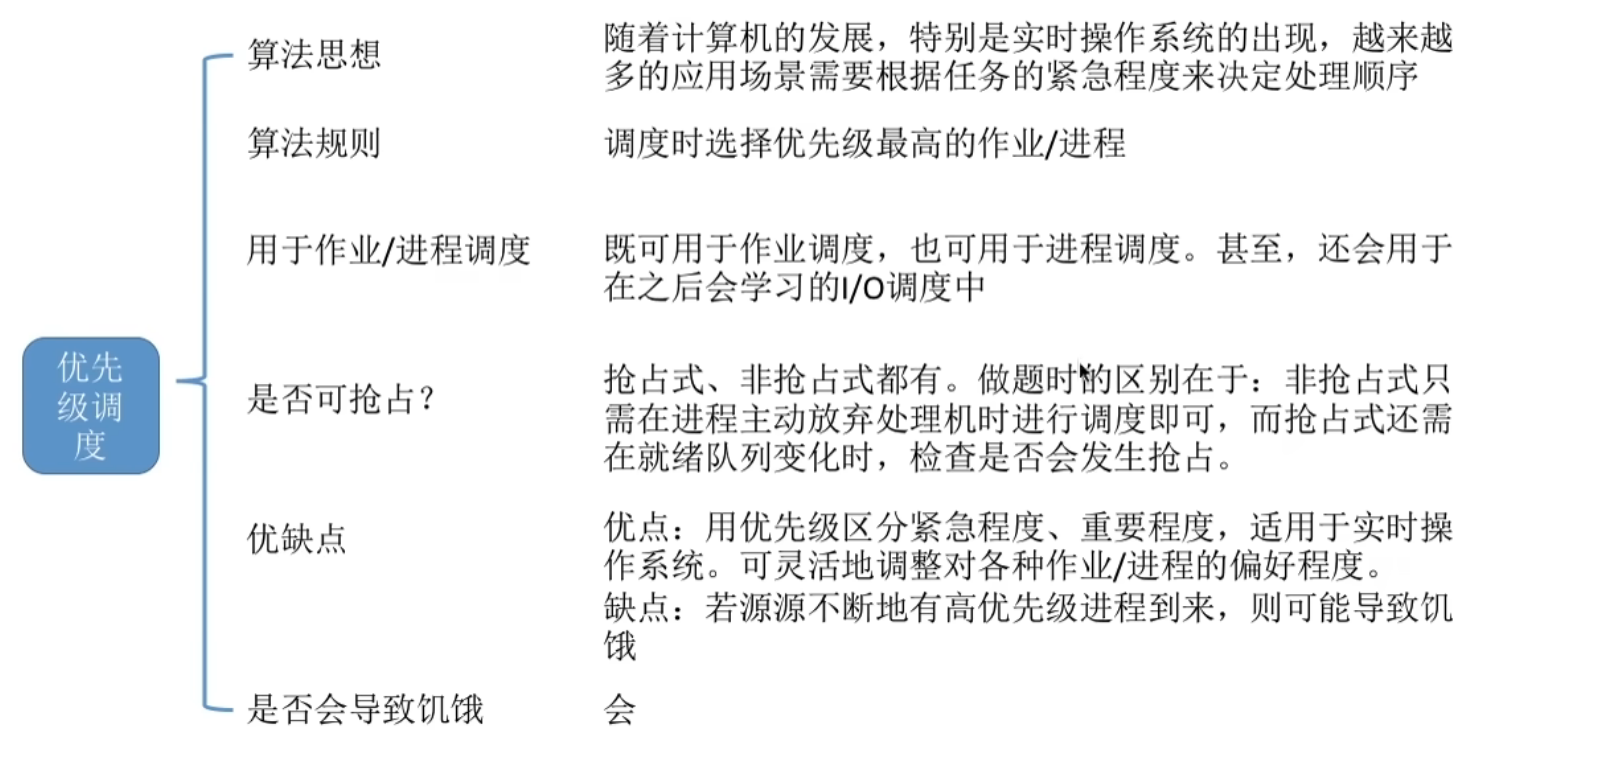 算法思想
随着计算机的发展，特别是实时操作系统的出现，越来越
多的应用场景需要根据任务的紧急程度来决定处理顺序
算法规则
调度时选择优先级最高的作业/进程
用于作业/进程调度
既可用于作业调度，也可用于进程调度。甚至，还会用于
在之后会学习的I/O调度中
优先
级调
度
是否可抢占？
抢占式、非抢占式都有。做题时的区别在于：非抢占式只
需在进程主动放弃处理机时进行调度即可，而抢占式还需
在就绪队列变化时，检查是否会发生抢占。
优缺点
优点：用优先级区分紧急程度、重要程度，适用于实时操
作系统。可灵活地调整对各种作业/进程的偏好程度。
缺点：若源源不断地有高优先级进程到来，则可能导致饥
饿
是否会导致饥饿
会